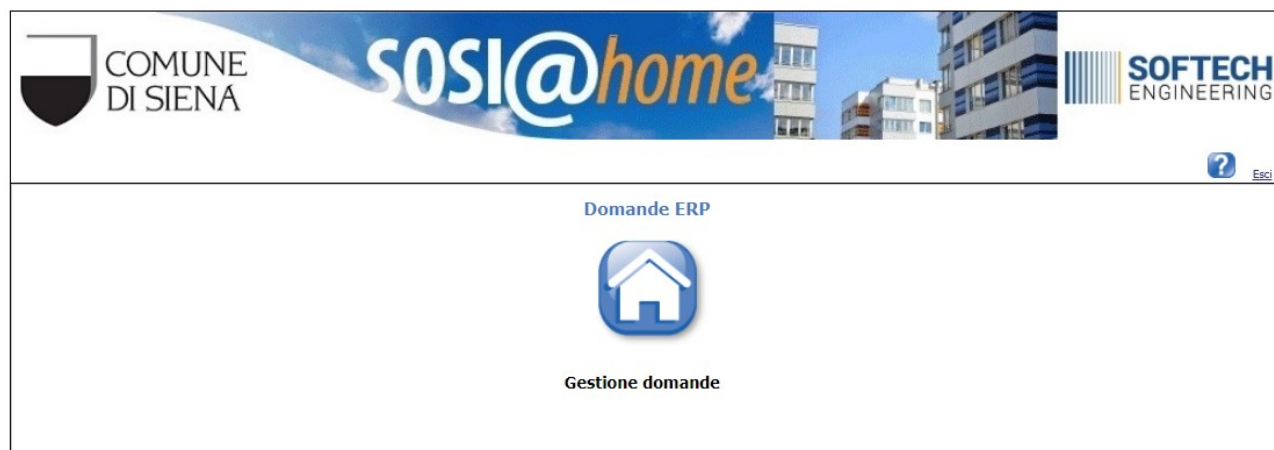 COMUNE
DI SIENA
SOSI@home
SOFTECH
ENGINEERING
?
Esci
Domande ERP
Gestione domande